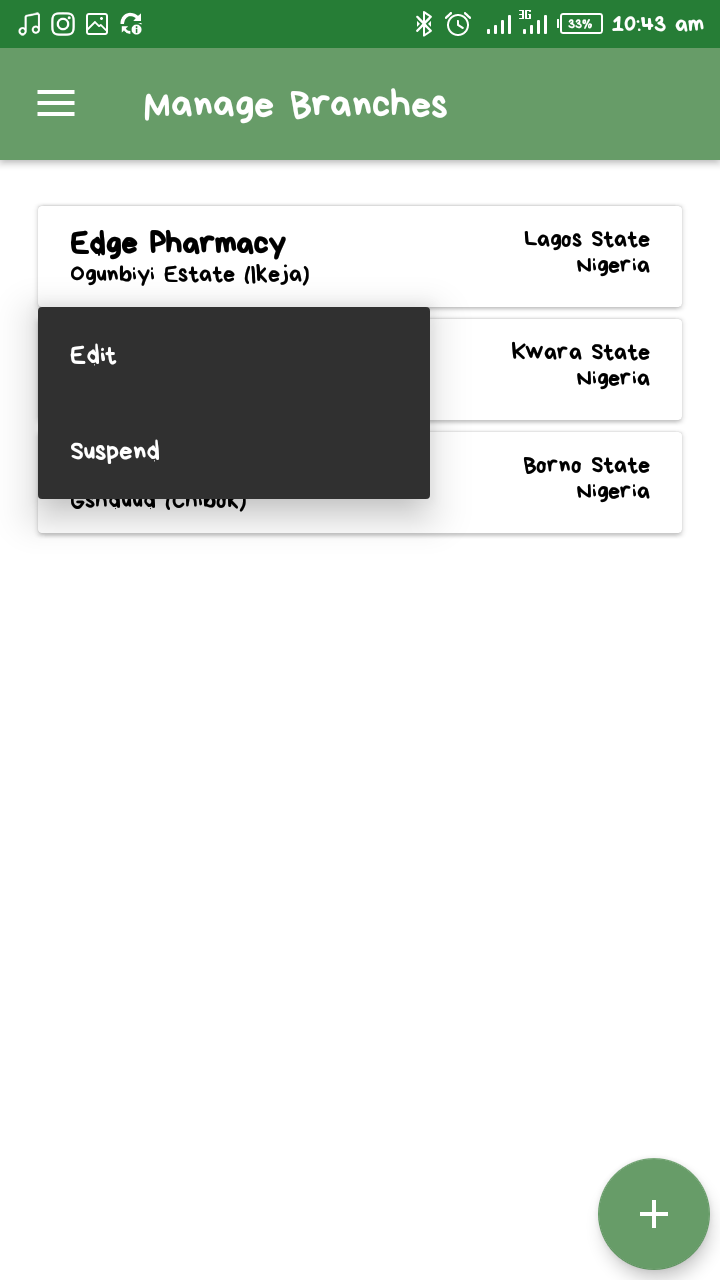 3G 33% 10:43 am
Manage Branches
Edge Pharmacy
Ogunbiyi Estate (Ikeja)
Lagos State
Nigeria
Edit
Suspend
Kwara State
Nigeria
Borno State
Nigeria
(Chibok)